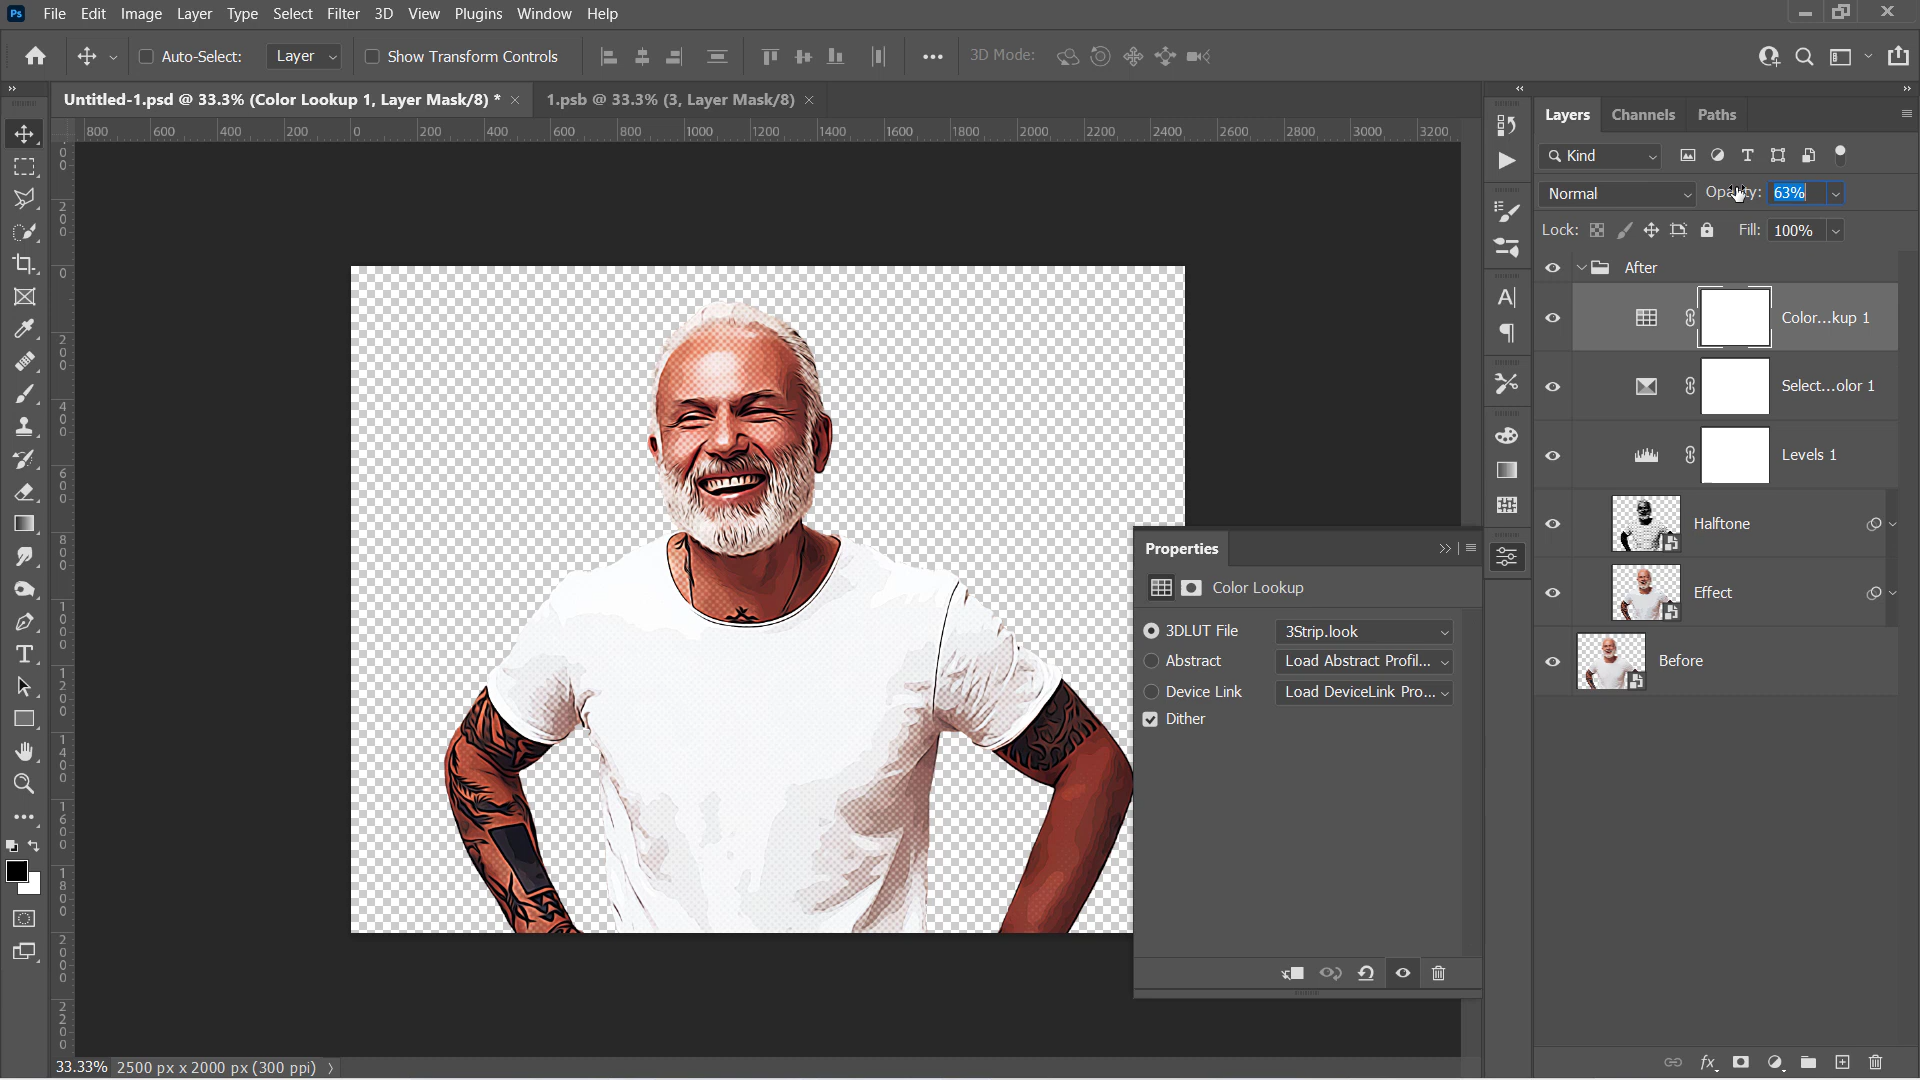 Ps File Edit Image Layer Type Select Filter 3D View Plugins Window Help
Auto-Select: Layer Show Transform Controls 3D Mode:
Untitled-1.psd @ 33.3% (Color Lookup 1, Layer Mask/8) *
1.psb @ 33.3% (3, Layer Mask/8)
800 600 400 200 0 200 400 600 800 1000 1200 1400 1600 1800 2000 2200 2400 2600 2800 3000 3200
Layers Channels Paths
Kind
Normal 63%
Lock: Fill: 100%
After
Color...kup 1
Select...olor 1
Levels 1
Halftone
Effect
Before
Properties
Color Lookup
3DLUT File 3Strip.look
Abstract Load Abstract Profil...
Device Link Load DeviceLink Pro...
Dither
33.33% 2500 px x 2000 px (300 ppi)